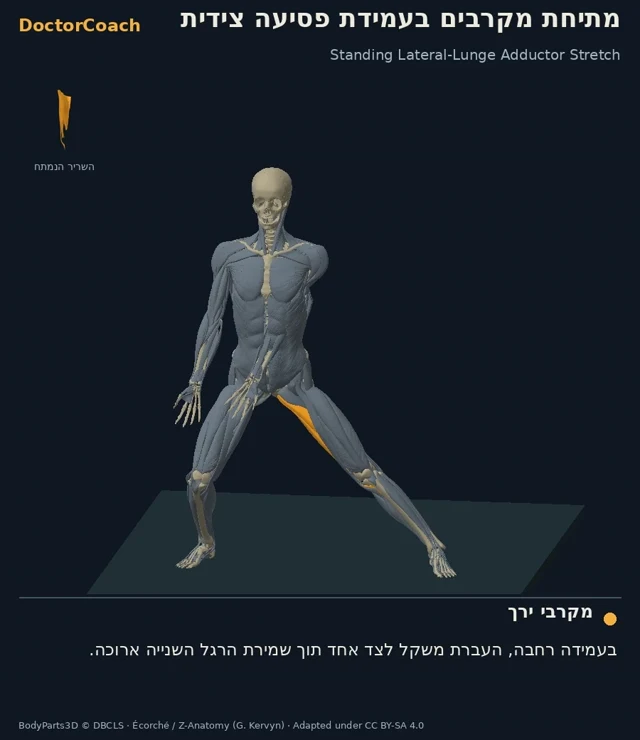 DoctorCoach
מתיחת מקרבים בעמידת פסיעה צידית
Standing Lateral-Lunge Adductor Stretch
השריר הנמתח
מקרבי ירך
בעמידה רחבה, העברת משקל לצד אחד תוך שמירת הרגל השנייה ארוכה.
BodyParts3D © DBCLS · Écorché / Z-Anatomy (G. Kervyn) · Adapted under CC BY-SA 4.0